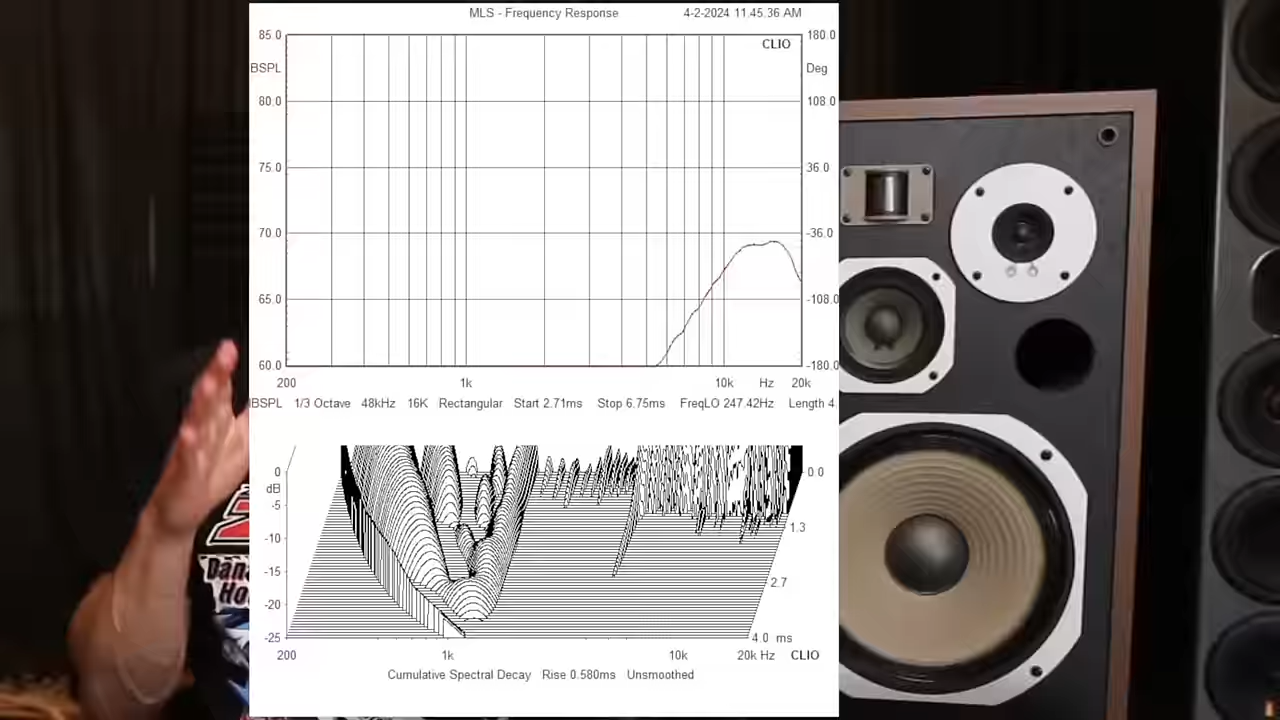 MLS - Frequency Response 4-2-2024 11.45.36 AM
85.0 CLIO 180.0
BSPL Deg
80.0 108.0
75.0 36.0
70.0 -36.0
65.0 -108.0
60.0 -180.0
200 1k 10k Hz 20k
BSPL 1/3 Octave 48kHz 16K Rectangular Start 2.71ms Stop 6.75ms FreqLO 247.42Hz Length 4
0 0.0
dB
-5 1.3
-10
-15 2.7
-20
-25 4.0 ms
200 1k 10k 20k Hz CLIO
Cumulative Spectral Decay Rise 0.580ms Unsmoothed
Dana
Ho